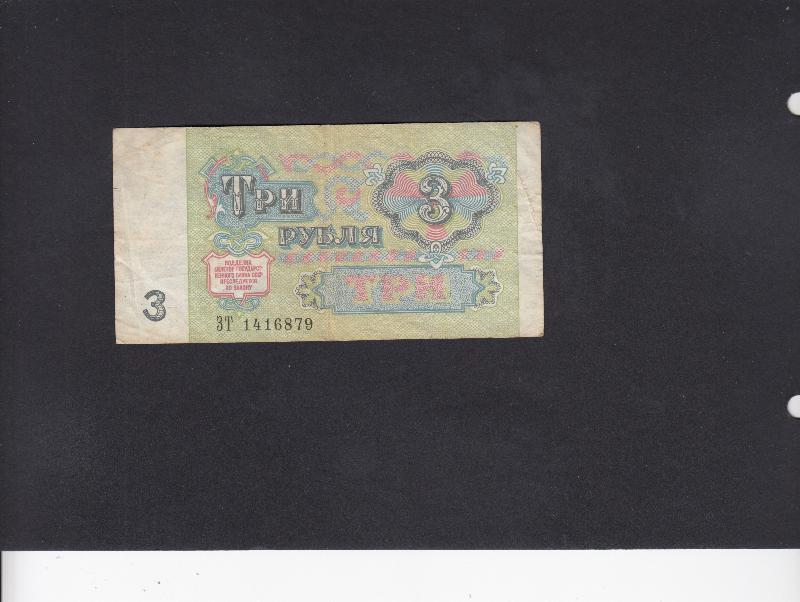 ТРИ
3
РУБЛЯ
ПОДДЕЛКА
БИЛЕТОВ ГОСУДАРСТ-
ВЕННОГО БАНКА СССР
ПРЕСЛЕДУЕТСЯ
ПО ЗАКОНУ
ТРИ
3
ЗТ 1416879